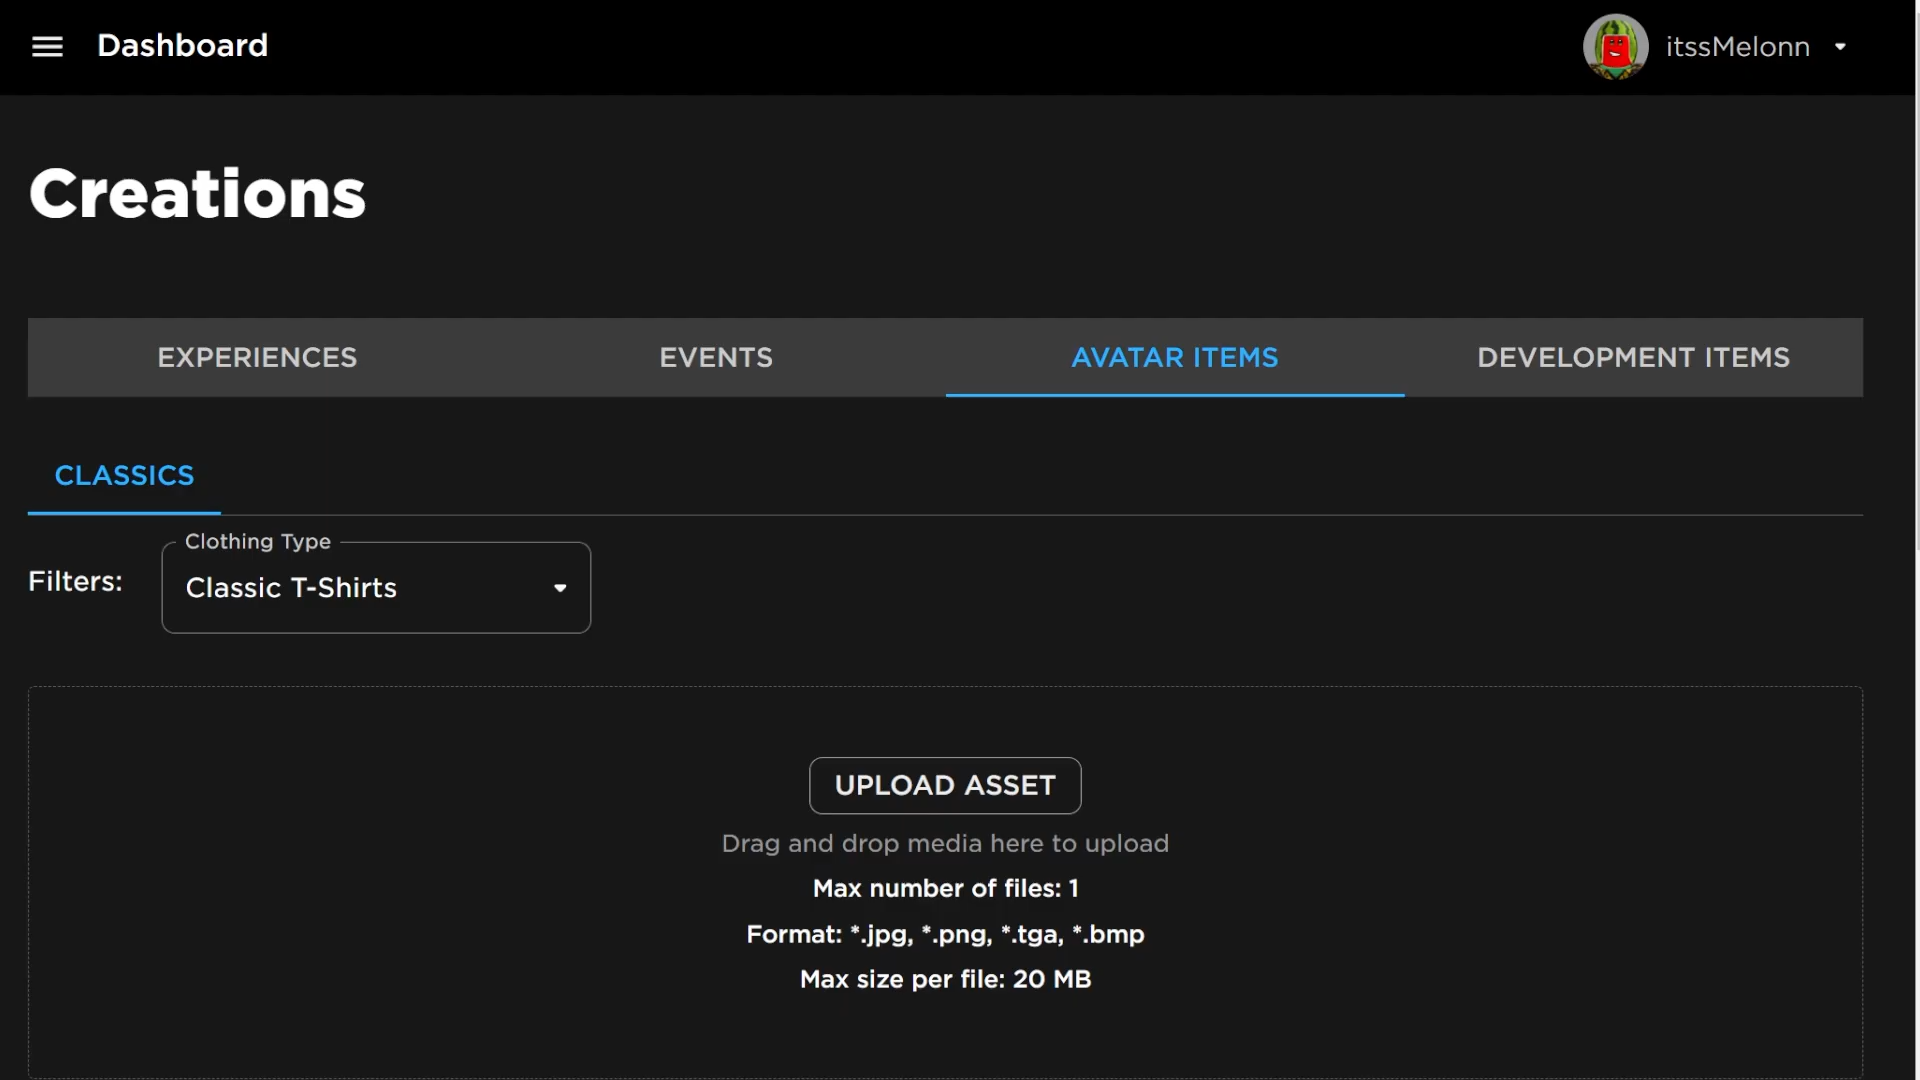 Dashboard
itssMelonn
Creations
EXPERIENCES
EVENTS
AVATAR ITEMS
DEVELOPMENT ITEMS
CLASSICS
Clothing Type
Filters:
Classic T-Shirts
UPLOAD ASSET
Drag and drop media here to upload
Max number of files: 1
Format: *.jpg, *.png, *.tga, *.bmp
Max size per file: 20 MB